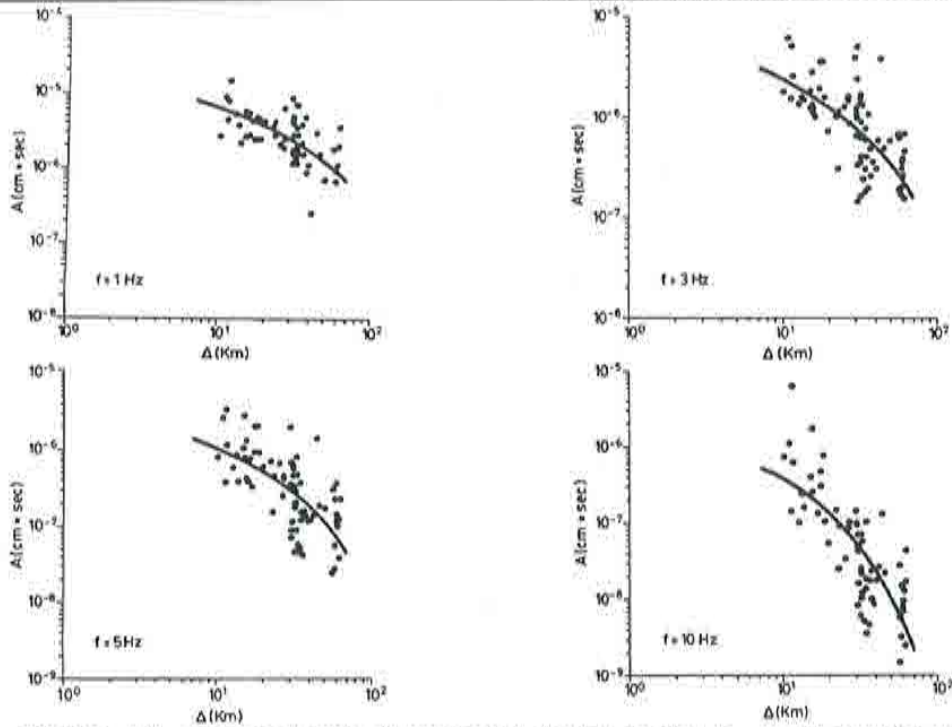 10⁻⁴
10⁻⁵
10⁻⁶
10⁻⁷
10⁻⁸
A (cm • sec)
f = 1 Hz
10⁰
10¹
10²
Δ (Km)
10⁻⁵
10⁻⁶
10⁻⁷
10⁻⁸
A (cm • sec)
f = 3 Hz
10⁰
10¹
10²
Δ (Km)
10⁻⁵
10⁻⁶
10⁻⁷
10⁻⁸
10⁻⁹
A (cm • sec)
f = 5 Hz
10⁰
10¹
10²
Δ (Km)
10⁻⁵
10⁻⁶
10⁻⁷
10⁻⁸
10⁻⁹
A (cm • sec)
f = 10 Hz
10⁰
10¹
10²
Δ (Km)